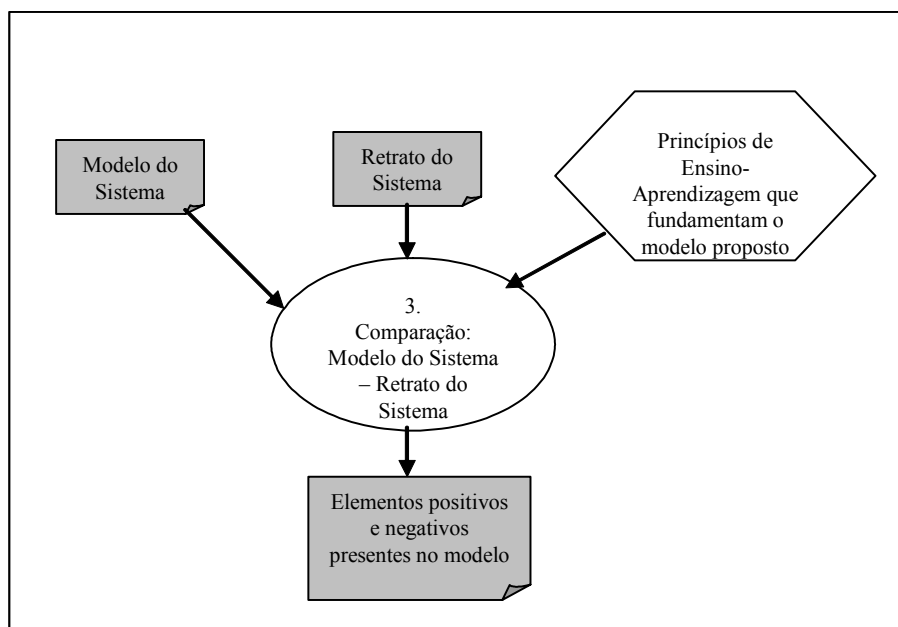 Modelo do
Sistema
Retrato do
Sistema
Princípios de
Ensino-
Aprendizagem que
fundamentam o
modelo proposto
3.
Comparação:
Modelo do Sistema
– Retrato do
Sistema
Elementos positivos
e negativos
presentes no modelo